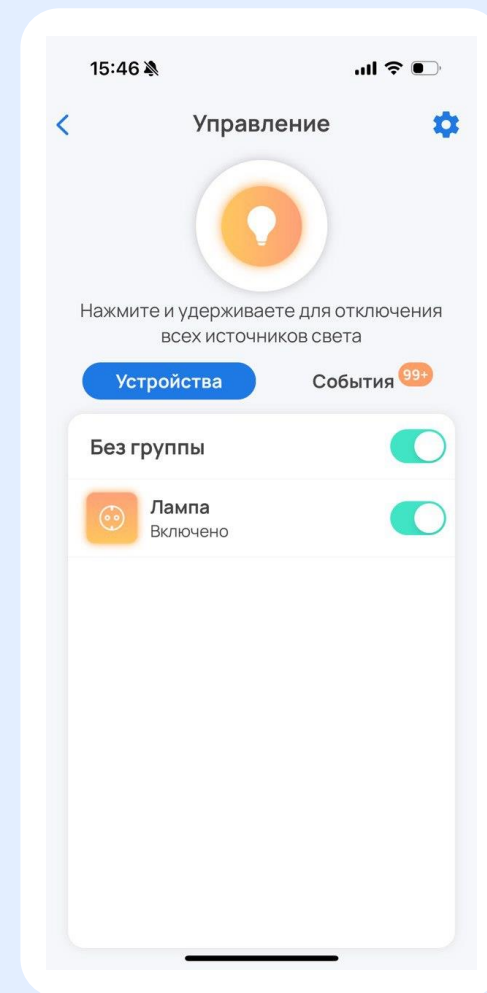 15:46
Управление
Нажмите и удерживаете для отключения
всех источников света
Устройства
События 99+
Без группы
Лампа
Включено